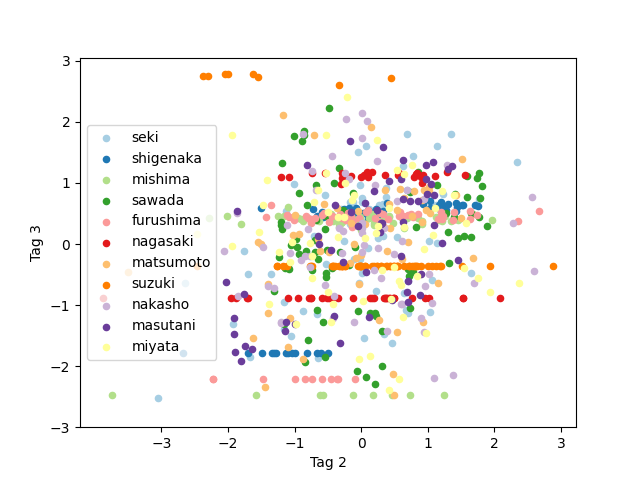 3
2
1
0
−1
−2
−3
Tag 3
seki
shigenaka
mishima
sawada
furushima
nagasaki
matsumoto
suzuki
nakasho
masutani
miyata
−3 −2 −1 0 1 2 3
Tag 2